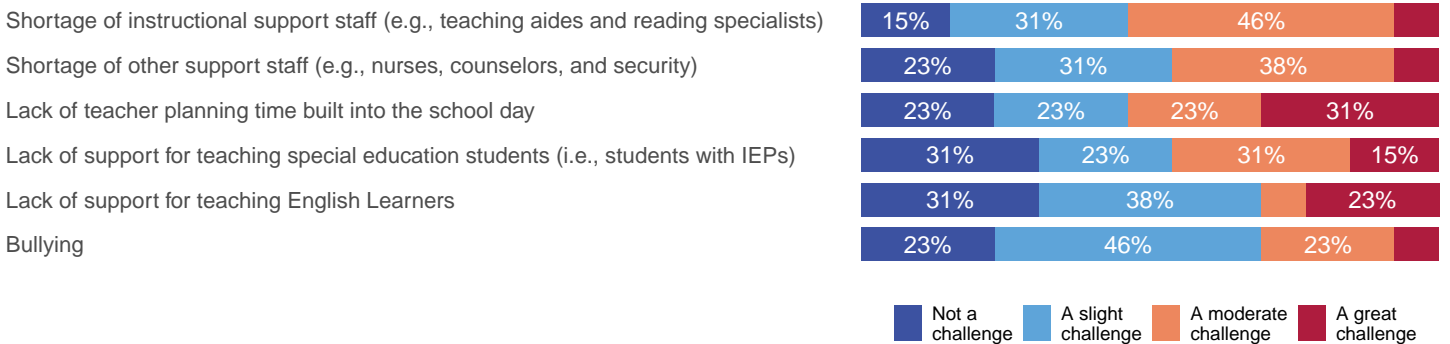 Shortage of instructional support staff (e.g., teaching aides and reading specialists) 15% 31% 46%
Shortage of other support staff (e.g., nurses, counselors, and security) 23% 31% 38%
Lack of teacher planning time built into the school day 23% 23% 23% 31%
Lack of support for teaching special education students (i.e., students with IEPs) 31% 23% 31% 15%
Lack of support for teaching English Learners 31% 38% 23%
Bullying 23% 46% 23%
Not a challenge
A slight challenge
A moderate challenge
A great challenge